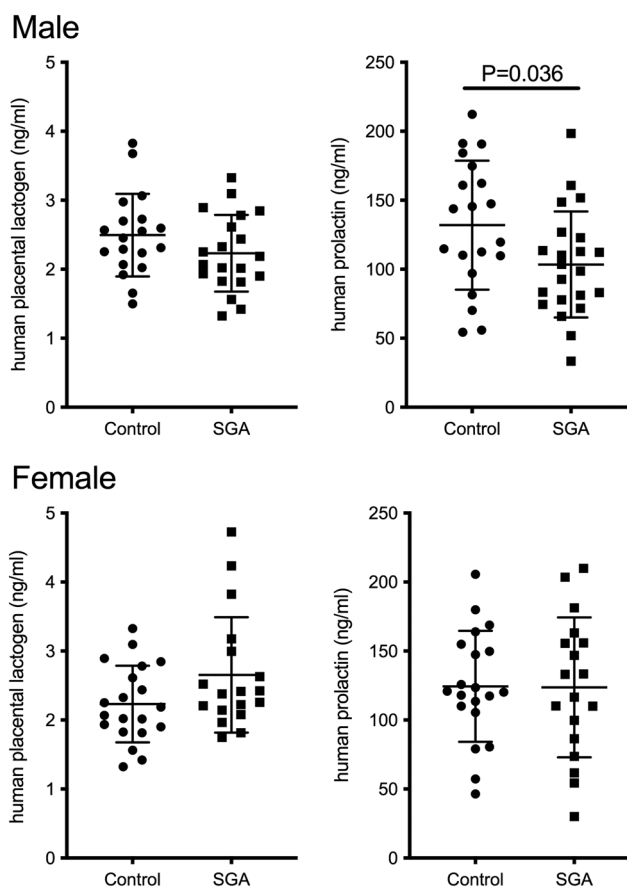 Male
human placental lactogen (ng/ml)
5
4
3
2
1
0
Control
SGA
human prolactin (ng/ml)
250
200
150
100
50
0
P=0.036
Control
SGA
Female
human placental lactogen (ng/ml)
5
4
3
2
1
0
Control
SGA
human prolactin (ng/ml)
250
200
150
100
50
0
Control
SGA